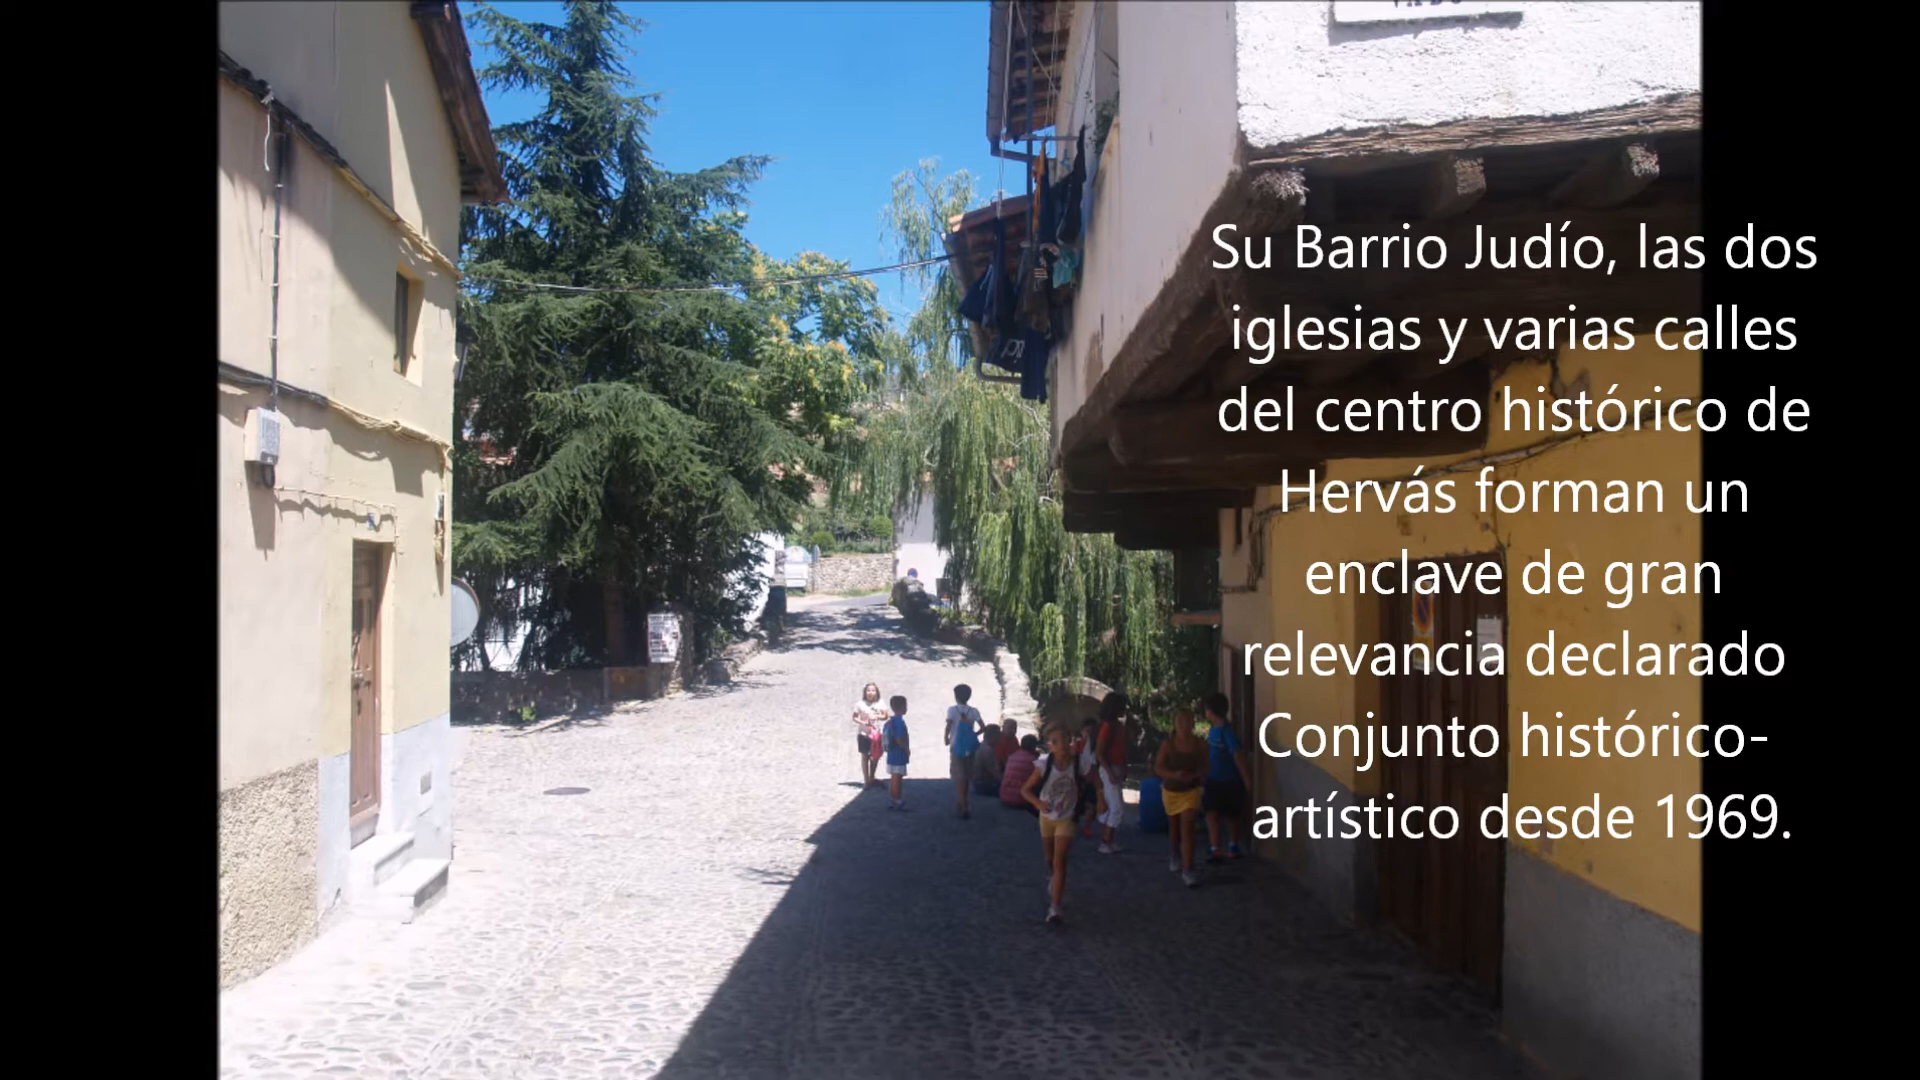 Su Barrio Judío, las dos
iglesias y varias calles
del centro histórico de
Hervás forman un
enclave de gran
relevancia declarado
Conjunto histórico-
artístico desde 1969.